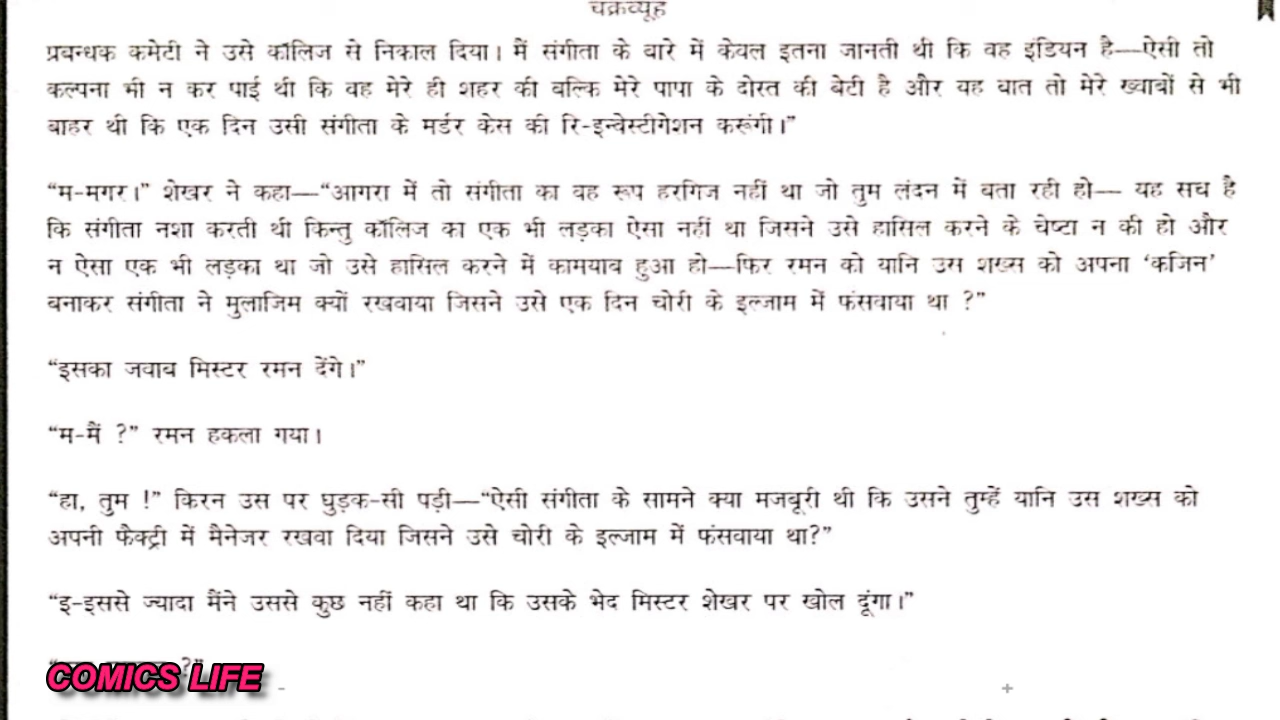 चक्रव्यूह
प्रबन्धक कमेटी ने उसे कॉलिज से निकाल दिया। मैं संगीता के बारे में केवल इतना जानती थी कि वह इंडियन है—ऐसी तो
कल्पना भी न कर पाई थी कि वह मेरे ही शहर की बल्कि मेरे पापा के दोस्त की बेटी है और यह बात तो मेरे ख्वाबों से भी
बाहर थी कि एक दिन उसी संगीता के मर्डर केस की रि-इन्वेस्टीगेशन करूंगी।”
“म-मगर।” शेखर ने कहा—“आगरा में तो संगीता का वह रूप हरगिज नहीं था जो तुम लंदन में बता रही हो— यह सच है
कि संगीता नशा करती थी किन्तु कॉलिज का एक भी लड़का ऐसा नहीं था जिसने उसे हासिल करने के चेष्टा न की हो और
न ऐसा एक भी लड़का था जो उसे हासिल करने में कामयाब हुआ हो—फिर रमन को यानि उस शख्स को अपना ‘कजिन’
बनाकर संगीता ने मुलाजिम क्यों रखवाया जिसने उसे एक दिन चोरी के इल्जाम में फंसवाया था ?”
“इसका जवाब मिस्टर रमन देंगे।”
“म-मैं ?” रमन हकला गया।
“हा, तुम !” किरन उस पर घुड़क-सी पड़ी—“ऐसी संगीता के सामने क्या मजबूरी थी कि उसने तुम्हें यानि उस शख्स को
अपनी फैक्ट्री में मैनेजर रखवा दिया जिसने उसे चोरी के इल्जाम में फंसवाया था?”
“इ-इससे ज्यादा मैंने उससे कुछ नहीं कहा था कि उसके भेद मिस्टर शेखर पर खोल दूंगा।”
COMICS LIFE